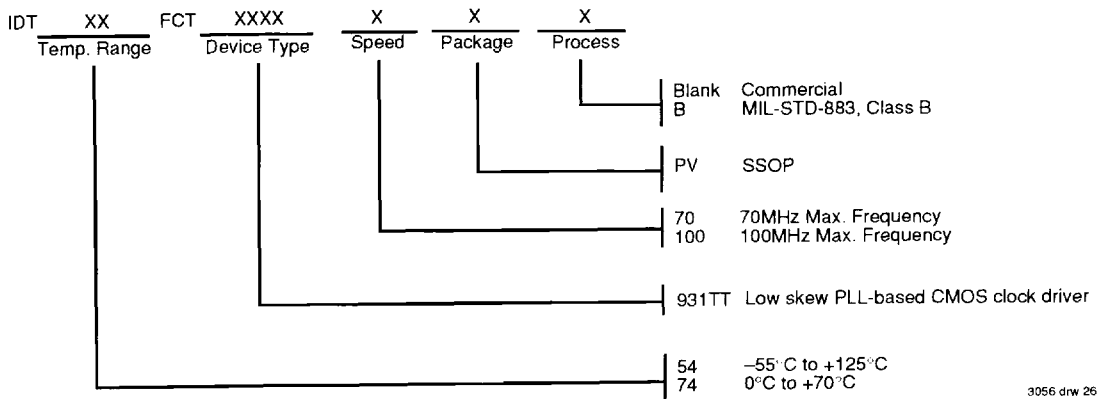 IDT XX FCT XXXX X X X
Temp. Range Device Type Speed Package Process
Blank Commercial
B MIL-STD-883, Class B
PV SSOP
70 70MHz Max. Frequency
100 100MHz Max. Frequency
931TT Low skew PLL-based CMOS clock driver
54 –55°C to +125°C
74 0°C to +70°C
3056 drw 26